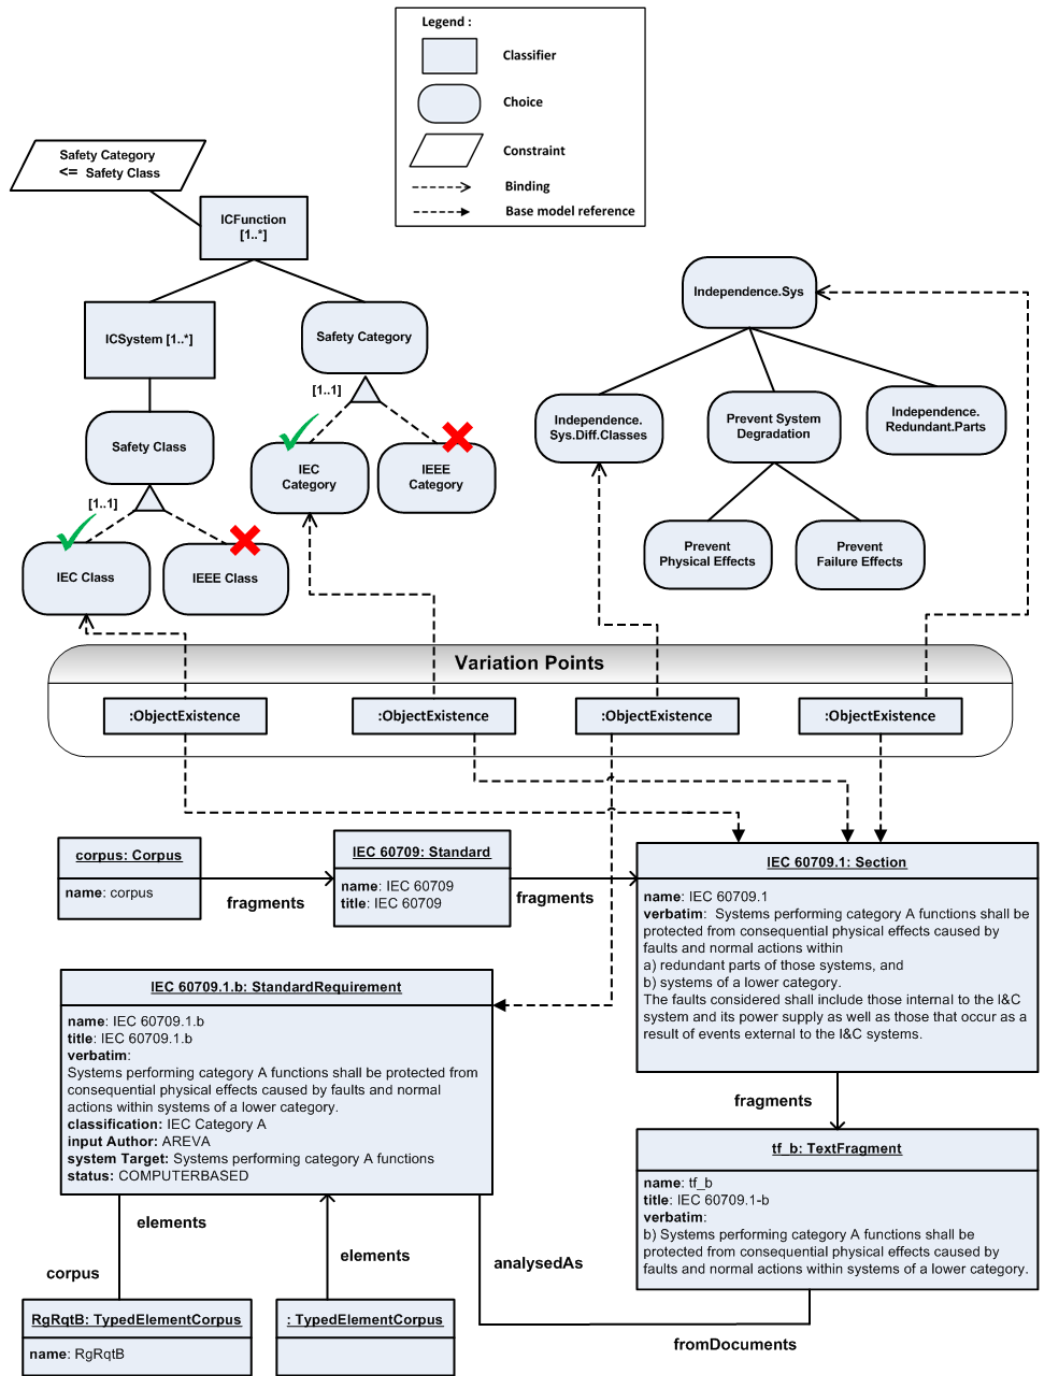 Legend :
Classifier
Choice
Constraint
Binding
Base model reference
Safety Category
<= Safety Class
ICFunction
[1..*]
ICSystem [1..*]
Safety Category
[1..1]
Safety Class
IEC
Category
IEEE
Category
[1..1]
IEC Class
IEEE Class
Independence.Sys
Independence.
Sys.Diff.Classes
Prevent System
Degradation
Independence.
Redundant.Parts
Prevent
Physical Effects
Prevent
Failure Effects
Variation Points
:ObjectExistence
:ObjectExistence
:ObjectExistence
:ObjectExistence
corpus: Corpus
name: corpus
fragments
IEC 60709: Standard
name: IEC 60709
title: IEC 60709
fragments
IEC 60709.1: Section
name: IEC 60709.1
verbatim: Systems performing category A functions shall be
protected from consequential physical effects caused by
faults and normal actions within
a) redundant parts of those systems, and
b) systems of a lower category.
The faults considered shall include those internal to the I&C
system and its power supply as well as those that occur as a
result of events external to the I&C systems.
IEC 60709.1.b: StandardRequirement
name: IEC 60709.1.b
title: IEC 60709.1.b
verbatim:
Systems performing category A functions shall be protected from
consequential physical effects caused by faults and normal
actions within systems of a lower category.
classification: IEC Category A
input Author: AREVA
system Target: Systems performing category A functions
status: COMPUTERBASED
fragments
tf_b: TextFragment
name: tf_b
title: IEC 60709.1-b
verbatim:
b) Systems performing category A functions shall be
protected from consequential physical effects caused by
faults and normal actions within systems of a lower category.
elements
elements
corpus
analysedAs
fromDocuments
RgRqtB: TypedElementCorpus
name: RgRqtB
: TypedElementCorpus